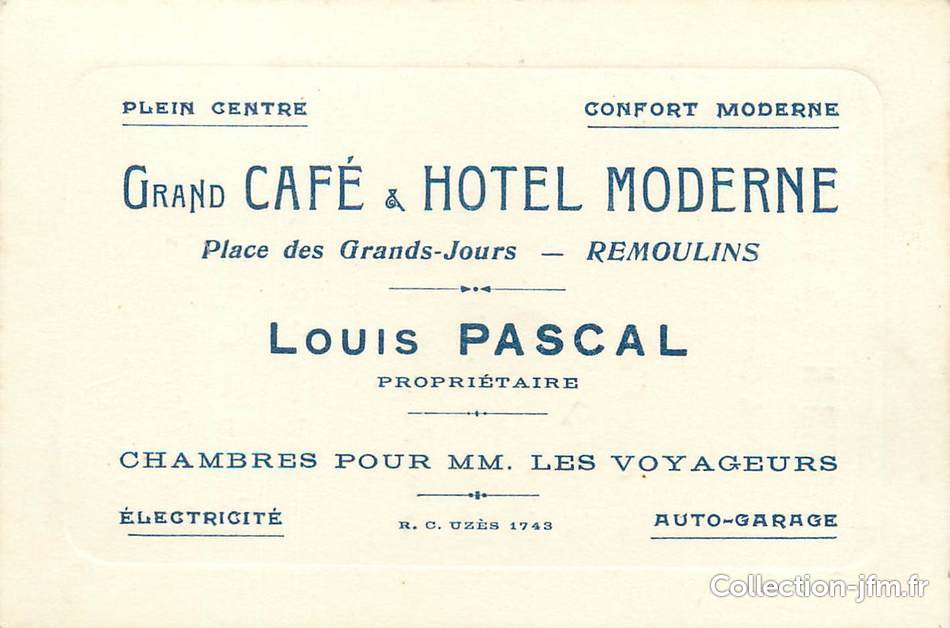 PLEIN CENTRE
CONFORT MODERNE
GRAND CAFÉ & HOTEL MODERNE
Place des Grands-Jours — REMOULINS
LOUIS PASCAL
PROPRIÉTAIRE
CHAMBRES POUR MM. LES VOYAGEURS
ÉLECTRICITÉ
R. C. UZÈS 1743
AUTO-GARAGE
Collection-jfm.fr